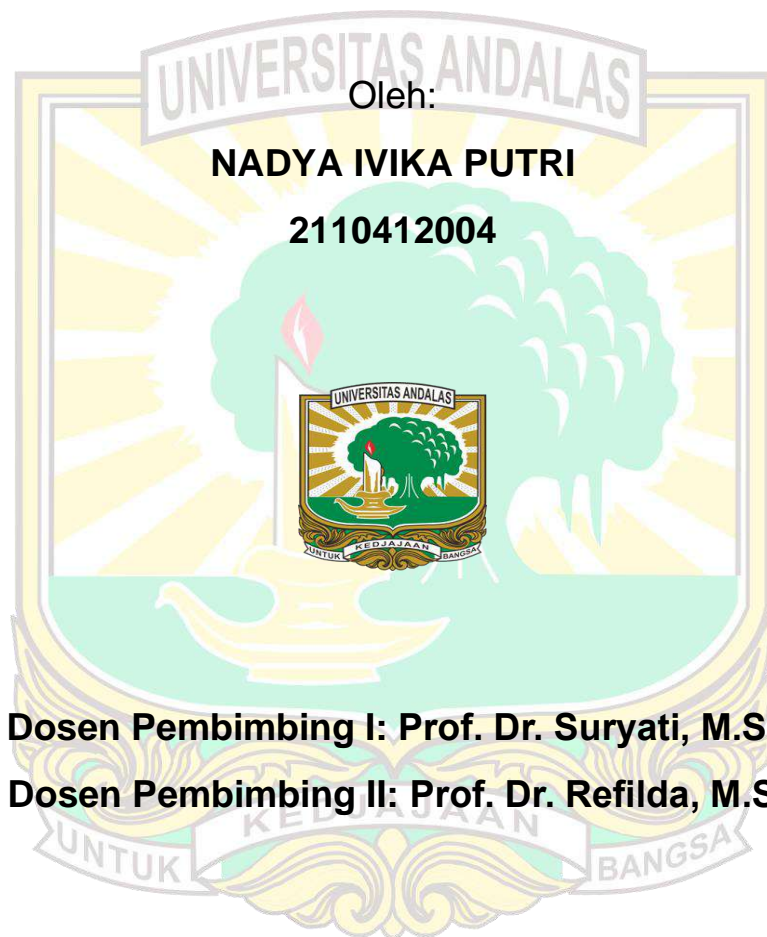 UNIVERSITAS ANDALAS
Oleh:
NADYA IVIKA PUTRI
2110412004
UNIVERSITAS ANDALAS
UNTUK KEDJAJAAN BANGSA
Dosen Pembimbing I: Prof. Dr. Suryati, M.S
Dosen Pembimbing II: Prof. Dr. Refilda, M.S
UNTUK KEDJAJAAN BANGSA